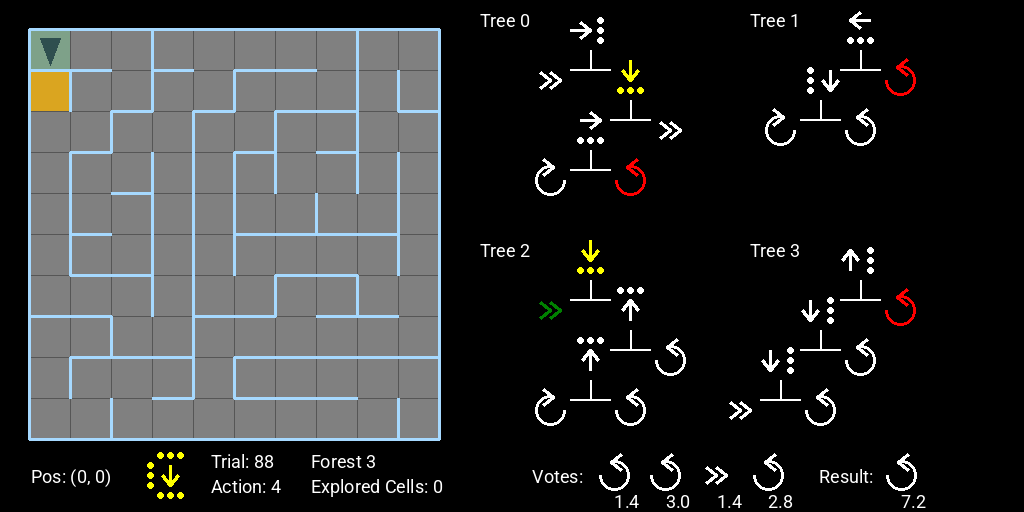 Tree 0
Tree 1
Tree 2
Tree 3
Pos: (0, 0)
Trial: 88
Forest 3
Action: 4
Explored Cells: 0
Votes:
1.4
3.0
1.4
2.8
Result:
7.2